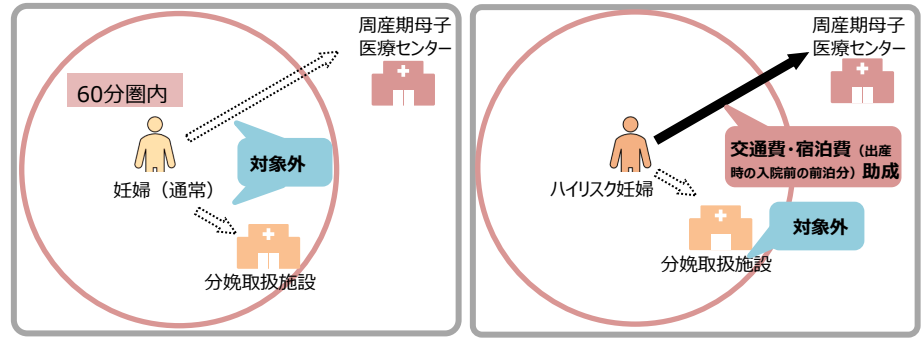 周産期母子
医療センター
60分圏内
対象外
妊婦（通常）
分娩取扱施設
周産期母子
医療センター
交通費・宿泊費（出産
時の入院前の前泊分）助成
ハイリスク妊婦
対象外
分娩取扱施設